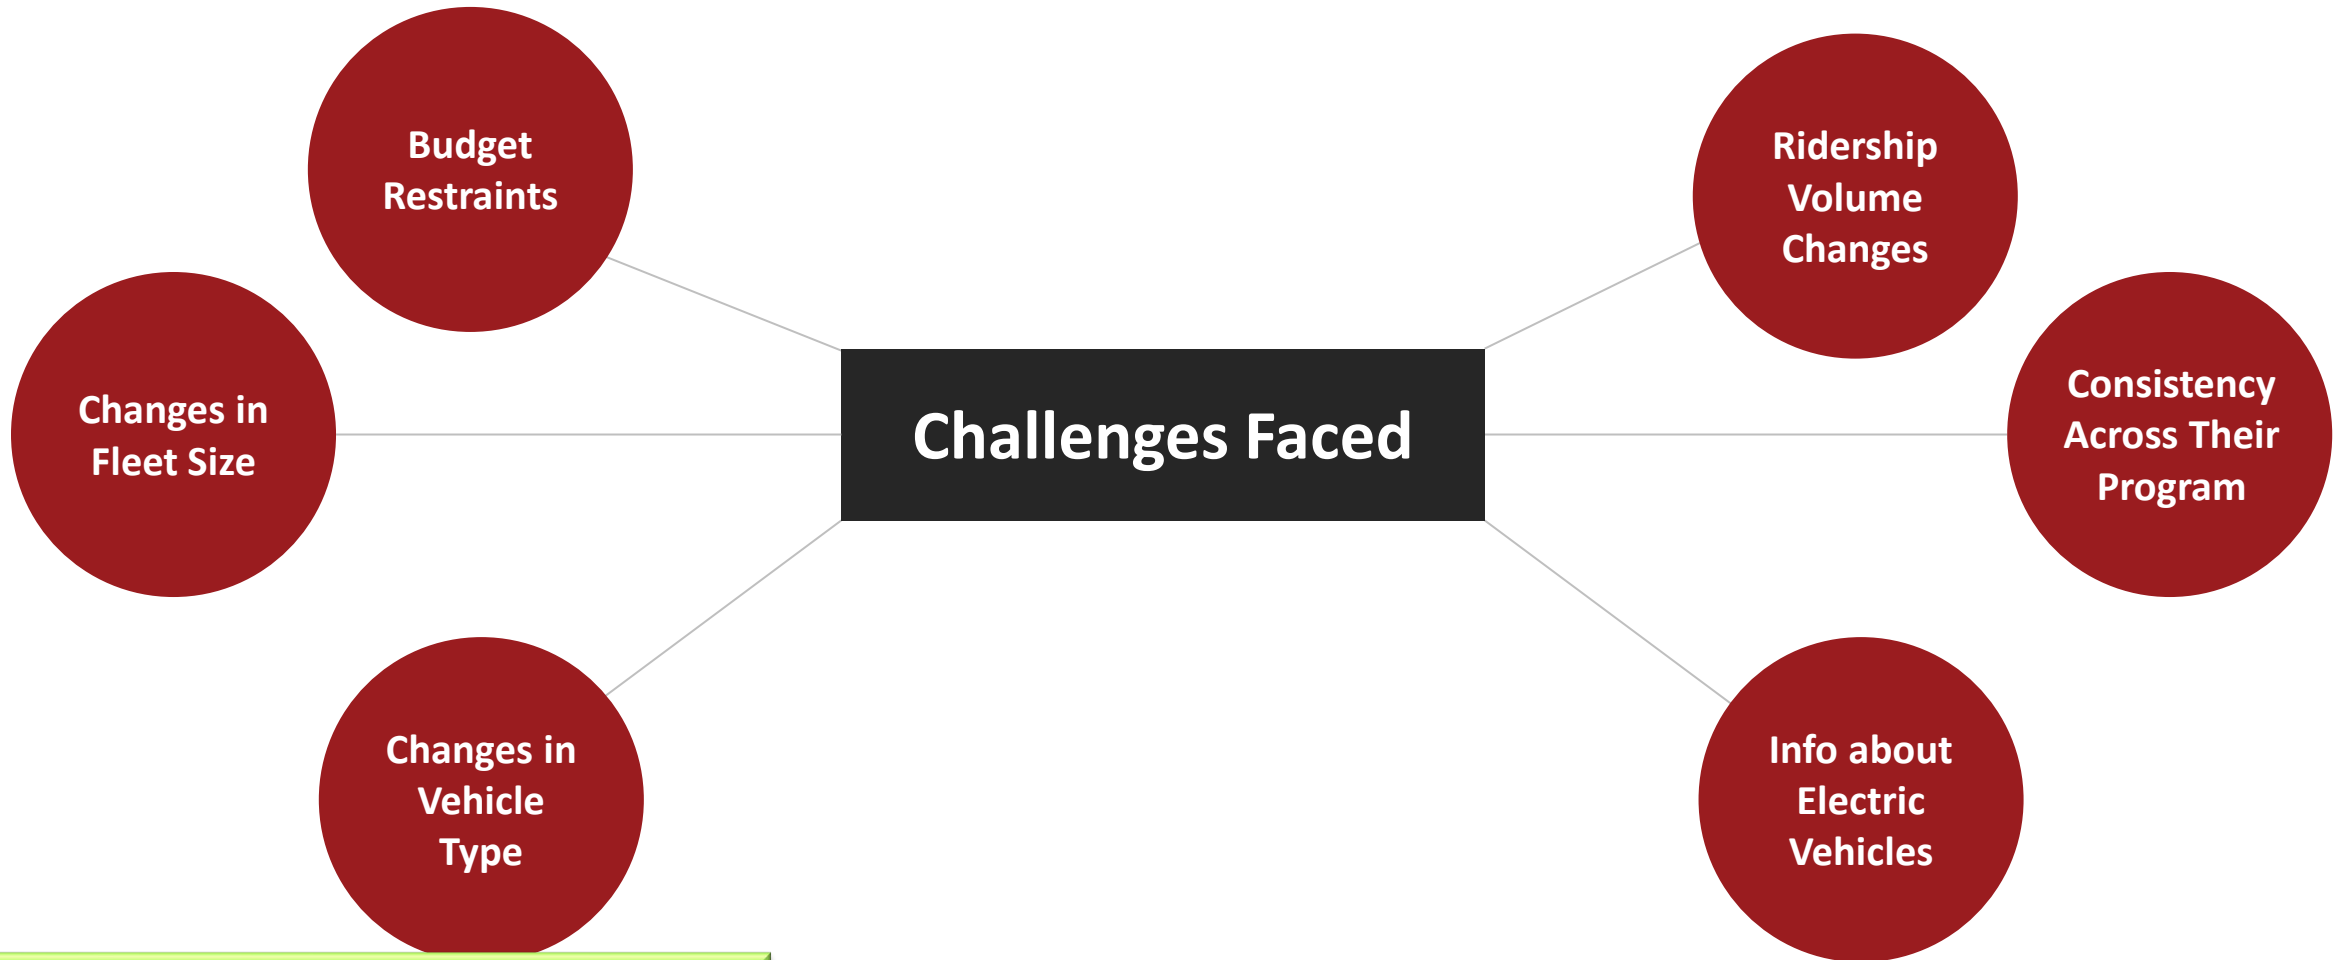 Budget
Restraints
Ridership
Volume
Changes
Changes in
Fleet Size
Challenges Faced
Consistency
Across Their
Program
Changes in
Vehicle
Type
Info about
Electric
Vehicles